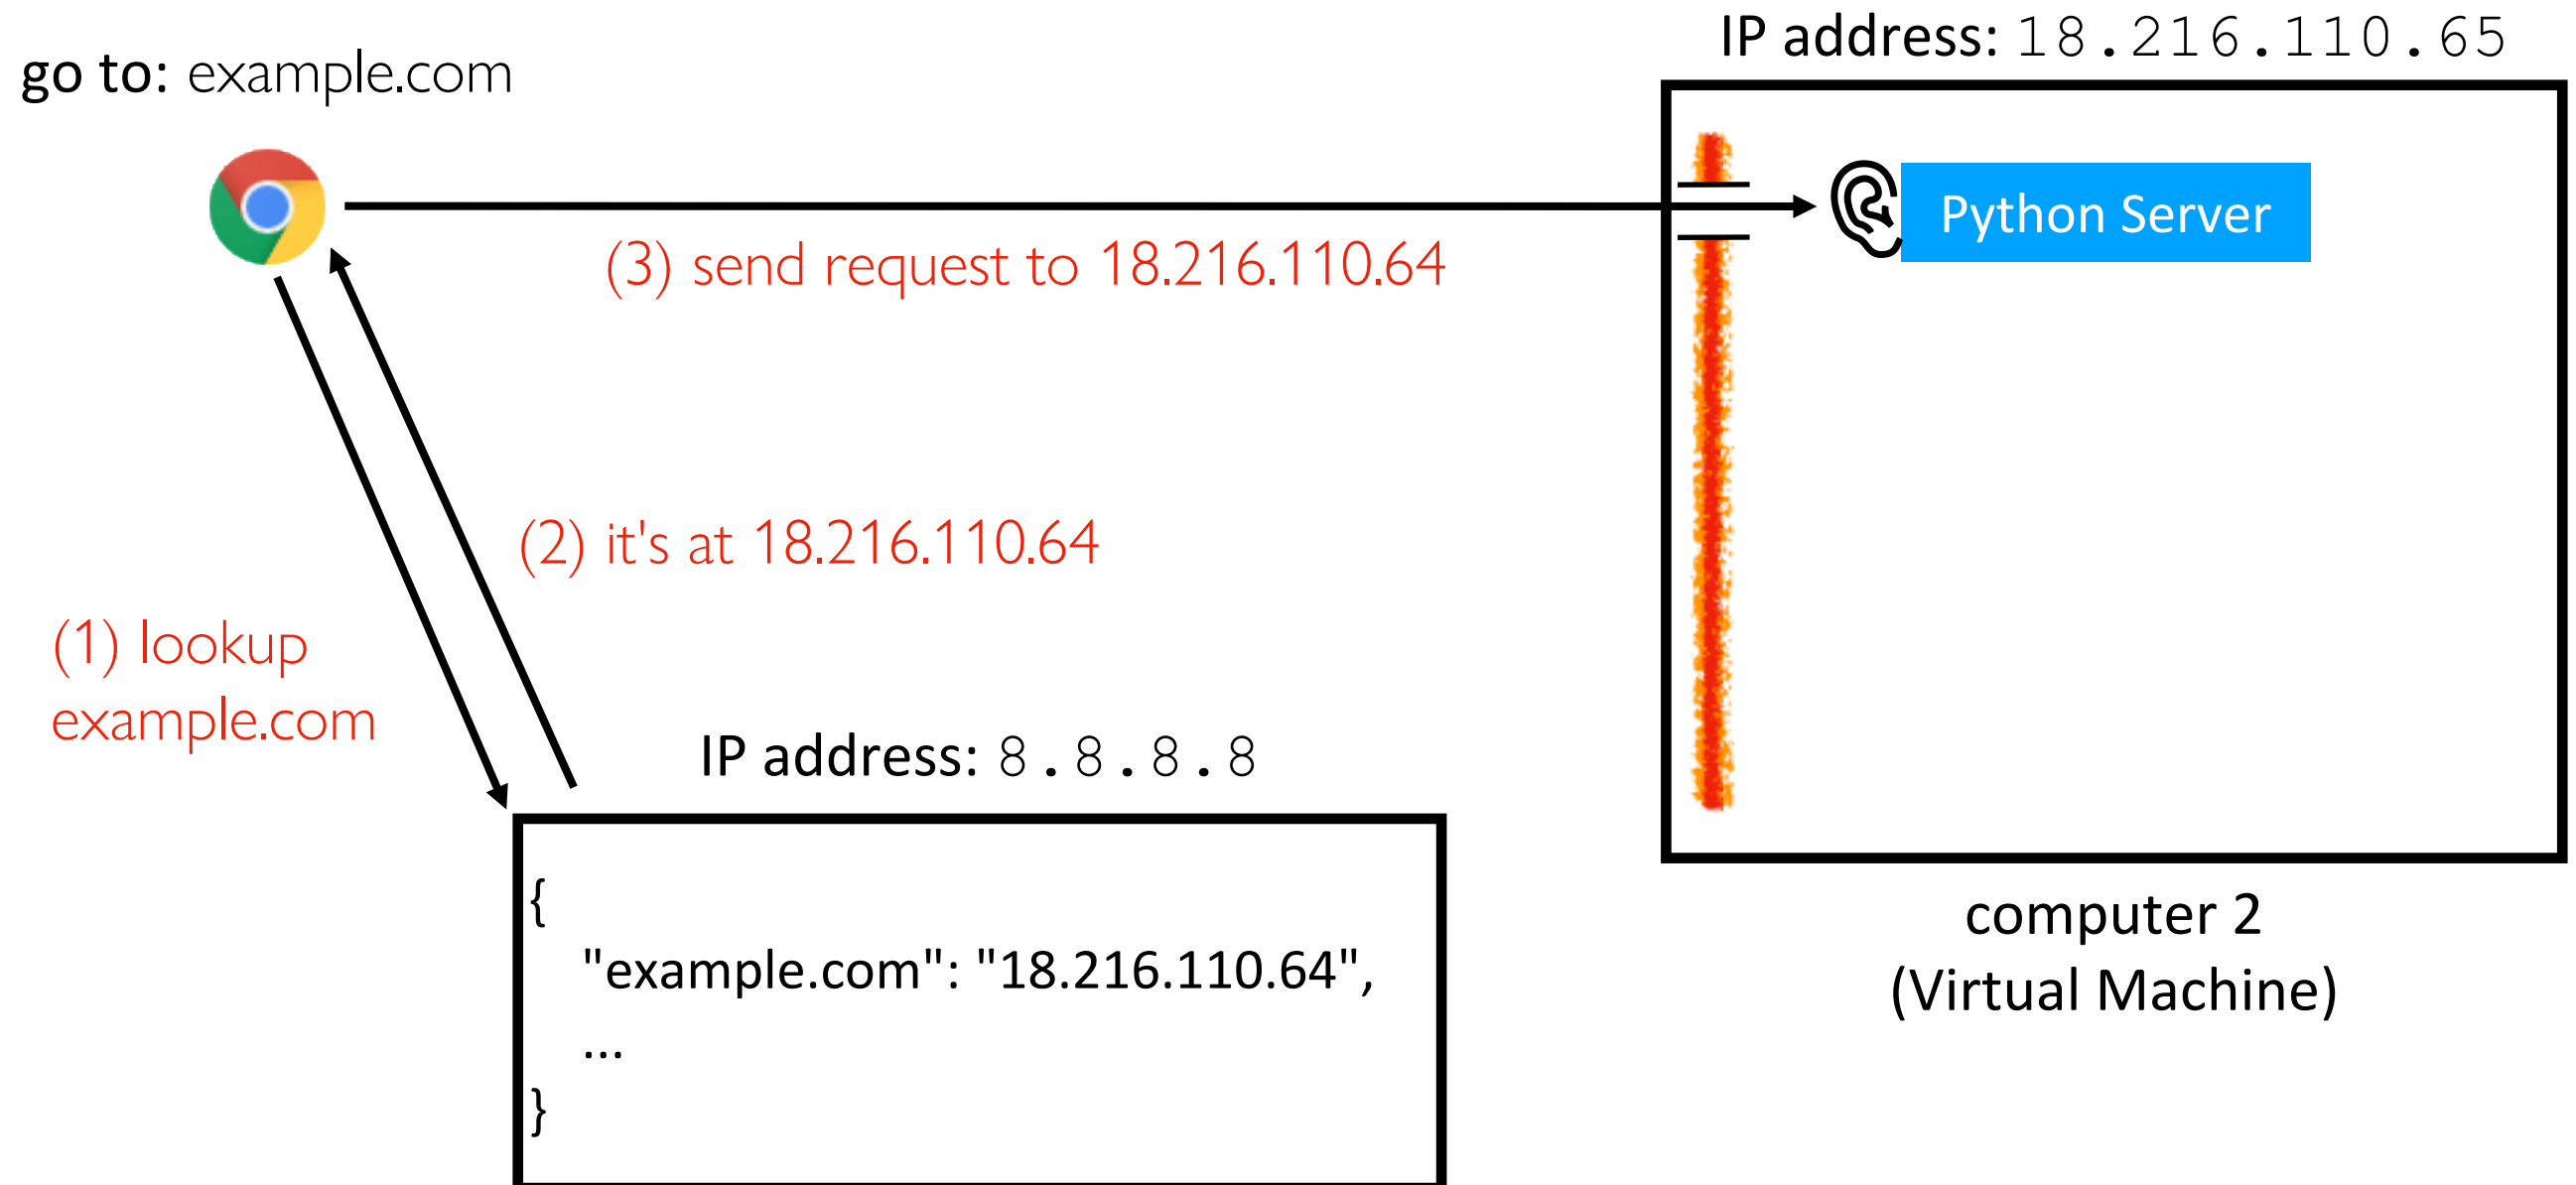 go to: example.com
IP address: 18.216.110.65
Python Server
(3) send request to 18.216.110.64
(2) it's at 18.216.110.64
(1) lookup
example.com
IP address: 8.8.8.8
{
"example.com": "18.216.110.64",
...
}
computer 2
(Virtual Machine)